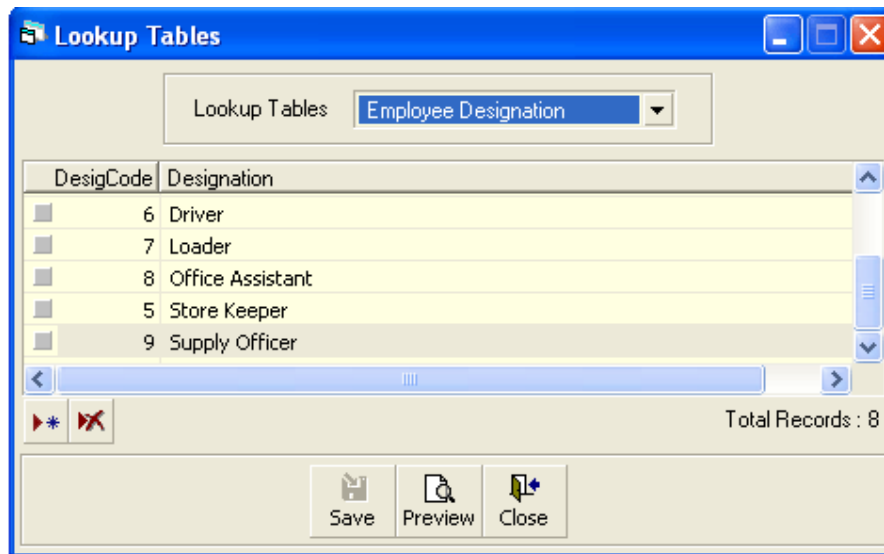 Lookup Tables
Lookup Tables Employee Designation
DesigCode Designation
6 Driver
7 Loader
8 Office Assistant
5 Store Keeper
9 Supply Officer
Total Records : 8
Save Preview Close